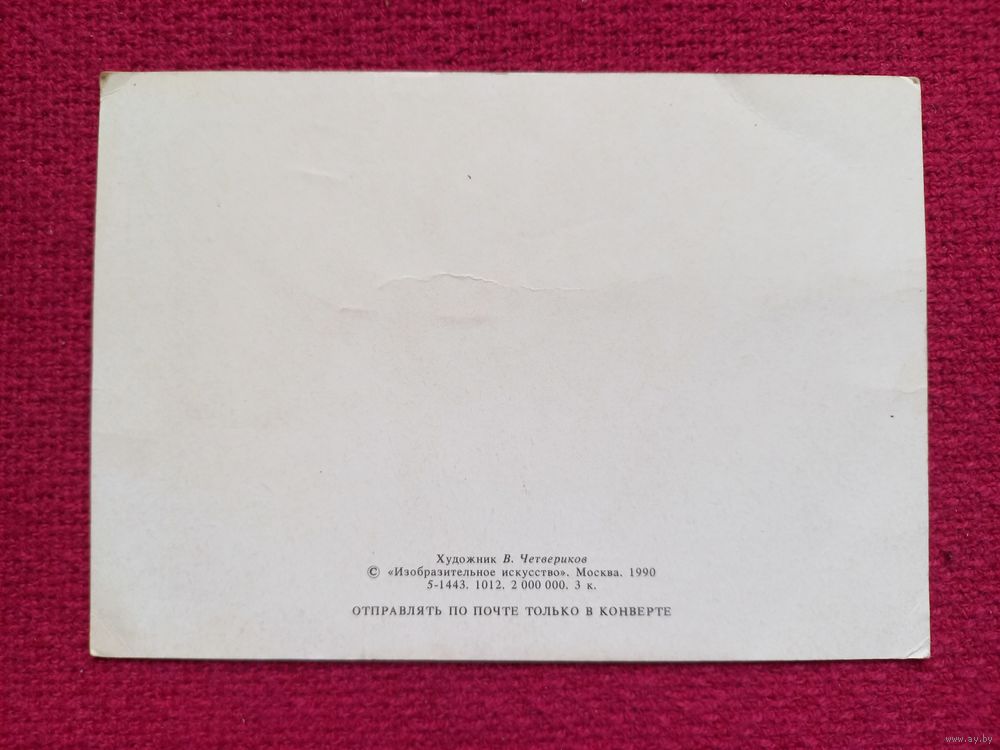 Художник В. Четвериков
© «Изобразительное искусство». Москва. 1990
5-1443. 1012. 2 000 000. 3 к.
ОТПРАВЛЯТЬ ПО ПОЧТЕ ТОЛЬКО В КОНВЕРТЕ
www.ay.by